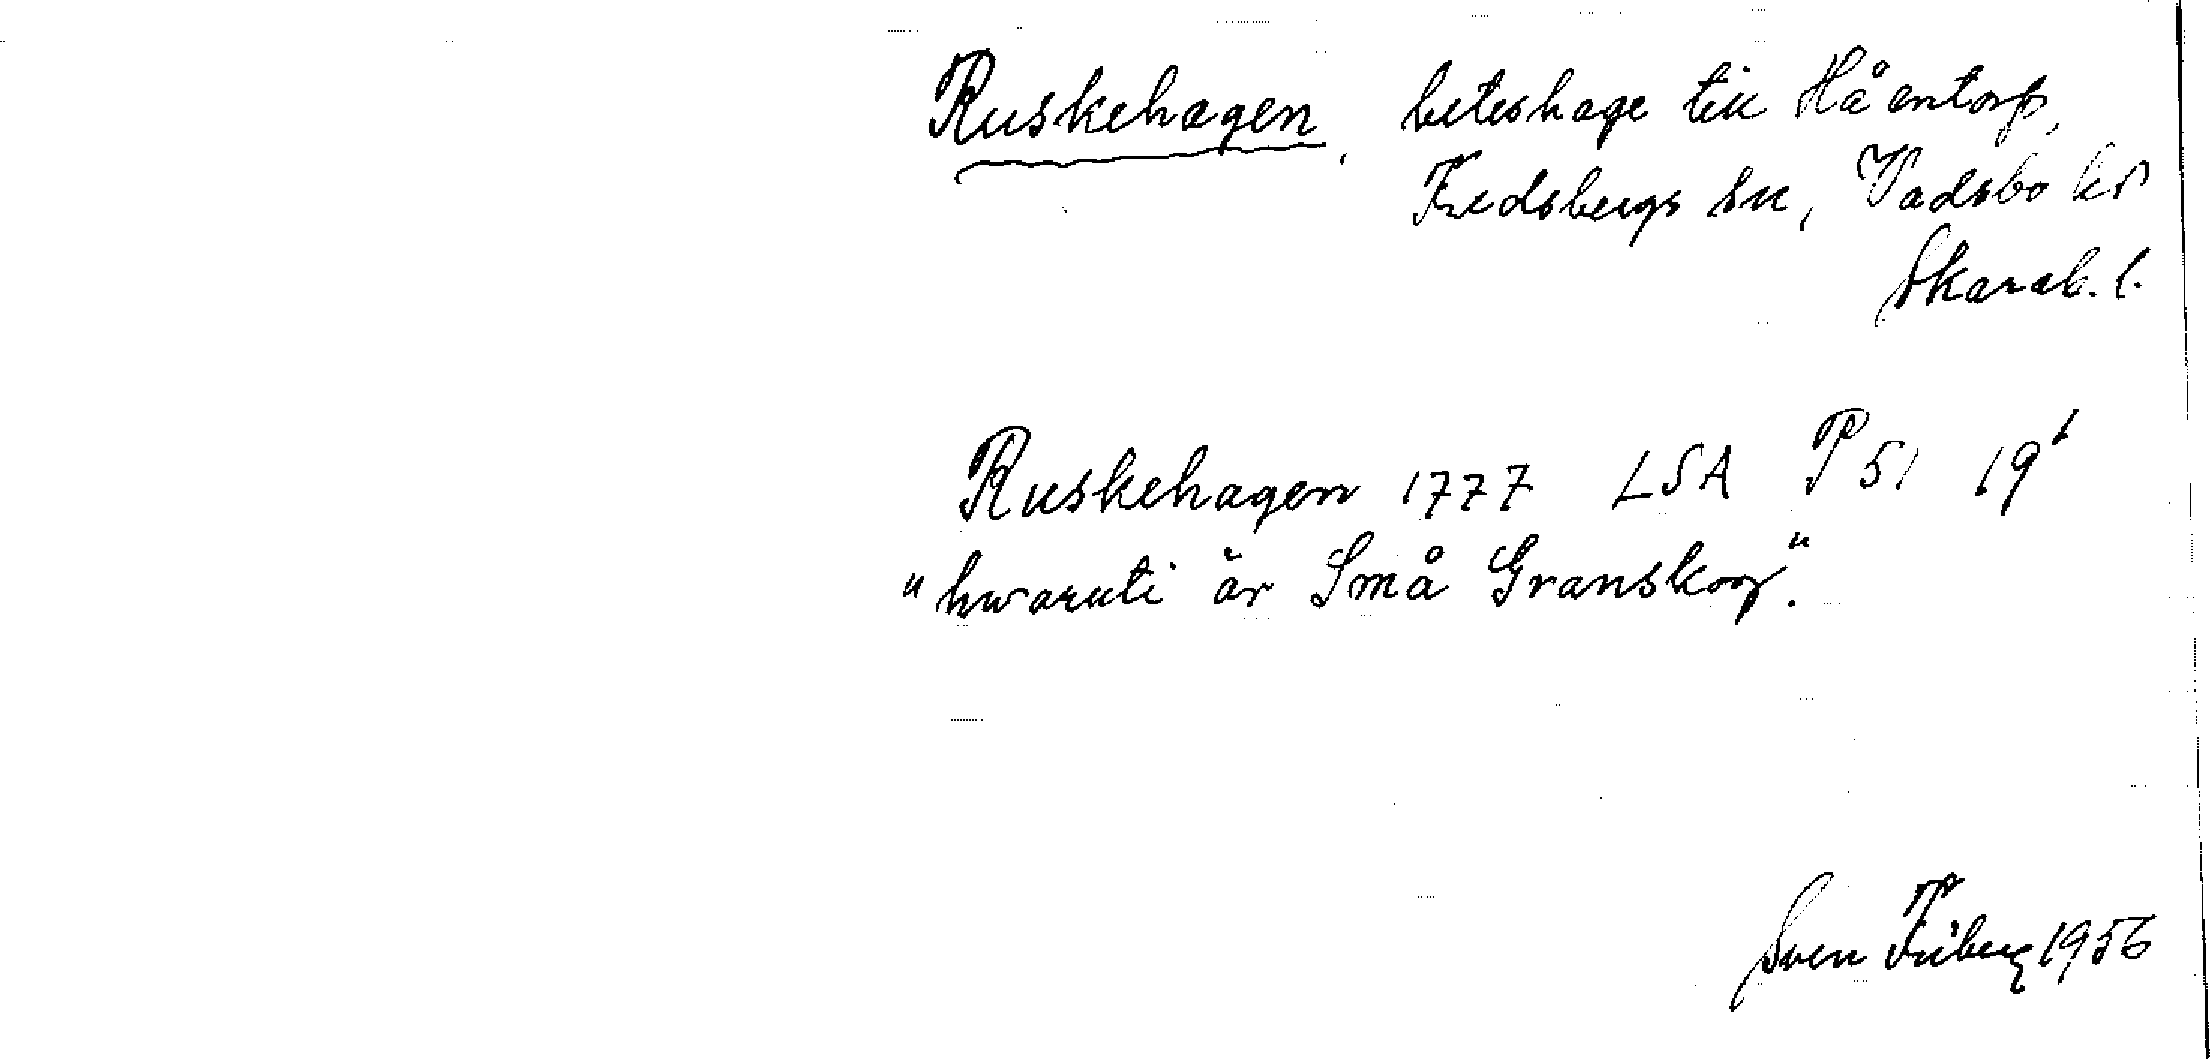 Ruskehagen, beteshage till Håentorp,
Fredsbergs sn, Vadsbo hd
Skarab. l.
Ruskehagen 1777 LSA P51 19¹
"hwaruti är Små Granskog".
Sven Friberg 1956